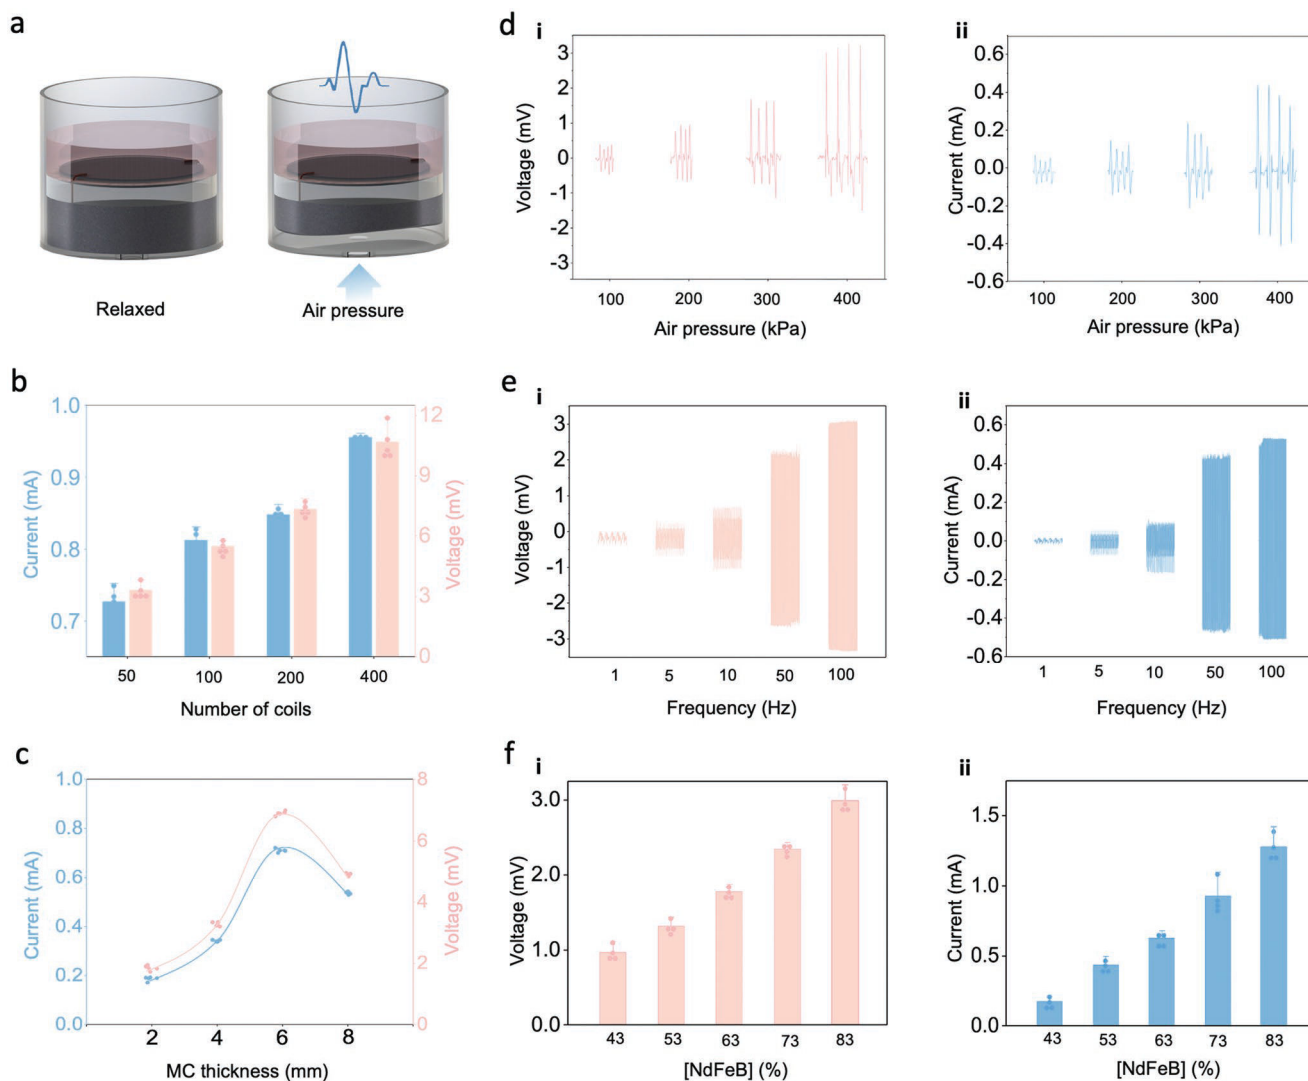 a
Relaxed
Air pressure
b
Current (mA)
1.0
0.9
0.8
0.7
12
9
6
3
0
Voltage (mV)
50 100 200 400
Number of coils
c
Current (mA)
1.0
0.8
0.6
0.4
0.2
0.0
8
6
4
2
0
Voltage (mV)
2 4 6 8
MC thickness (mm)
d
i
Voltage (mV)
3
2
1
0
-1
-2
-3
100 200 300 400
Air pressure (kPa)
ii
Current (mA)
0.6
0.4
0.2
0.0
-0.2
-0.4
-0.6
100 200 300 400
Air pressure (kPa)
e
i
Voltage (mV)
3
2
1
0
-1
-2
-3
1 5 10 50 100
Frequency (Hz)
ii
Current (mA)
0.6
0.4
0.2
0.0
-0.2
-0.4
-0.6
1 5 10 50 100
Frequency (Hz)
f
i
Voltage (mV)
3.0
2.0
1.0
0.0
43 53 63 73 83
[NdFeB] (%)
ii
Current (mA)
1.5
1.0
0.5
0.0
43 53 63 73 83
[NdFeB] (%)